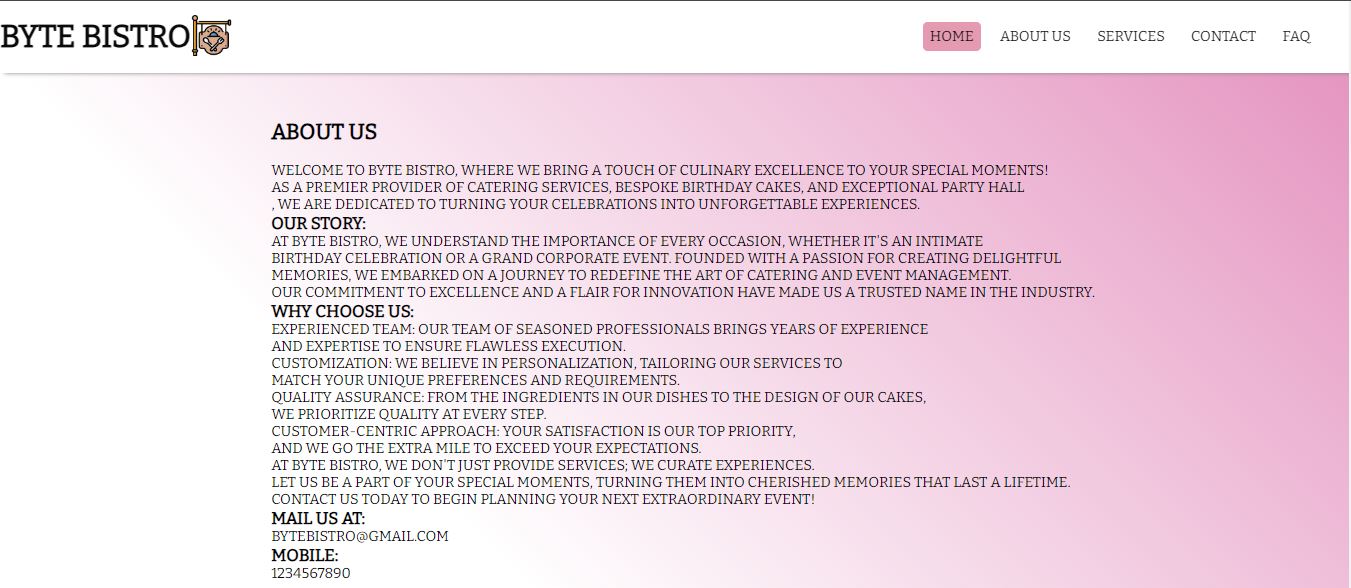 BYTE BISTRO
HOME ABOUT US SERVICES CONTACT FAQ
ABOUT US
WELCOME TO BYTE BISTRO, WHERE WE BRING A TOUCH OF CULINARY EXCELLENCE TO YOUR SPECIAL MOMENTS!
AS A PREMIER PROVIDER OF CATERING SERVICES, BESPOKE BIRTHDAY CAKES, AND EXCEPTIONAL PARTY HALL
, WE ARE DEDICATED TO TURNING YOUR CELEBRATIONS INTO UNFORGETTABLE EXPERIENCES.
OUR STORY:
AT BYTE BISTRO, WE UNDERSTAND THE IMPORTANCE OF EVERY OCCASION, WHETHER IT'S AN INTIMATE
BIRTHDAY CELEBRATION OR A GRAND CORPORATE EVENT. FOUNDED WITH A PASSION FOR CREATING DELIGHTFUL
MEMORIES, WE EMBARKED ON A JOURNEY TO REDEFINE THE ART OF CATERING AND EVENT MANAGEMENT.
OUR COMMITMENT TO EXCELLENCE AND A FLAIR FOR INNOVATION HAVE MADE US A TRUSTED NAME IN THE INDUSTRY.
WHY CHOOSE US:
EXPERIENCED TEAM: OUR TEAM OF SEASONED PROFESSIONALS BRINGS YEARS OF EXPERIENCE
AND EXPERTISE TO ENSURE FLAWLESS EXECUTION.
CUSTOMIZATION: WE BELIEVE IN PERSONALIZATION, TAILORING OUR SERVICES TO
MATCH YOUR UNIQUE PREFERENCES AND REQUIREMENTS.
QUALITY ASSURANCE: FROM THE INGREDIENTS IN OUR DISHES TO THE DESIGN OF OUR CAKES,
WE PRIORITIZE QUALITY AT EVERY STEP.
CUSTOMER-CENTRIC APPROACH: YOUR SATISFACTION IS OUR TOP PRIORITY,
AND WE GO THE EXTRA MILE TO EXCEED YOUR EXPECTATIONS.
AT BYTE BISTRO, WE DON'T JUST PROVIDE SERVICES; WE CURATE EXPERIENCES.
LET US BE A PART OF YOUR SPECIAL MOMENTS, TURNING THEM INTO CHERISHED MEMORIES THAT LAST A LIFETIME.
CONTACT US TODAY TO BEGIN PLANNING YOUR NEXT EXTRAORDINARY EVENT!
MAIL US AT:
BYTEBISTRO@GMAIL.COM
MOBILE:
1234567890